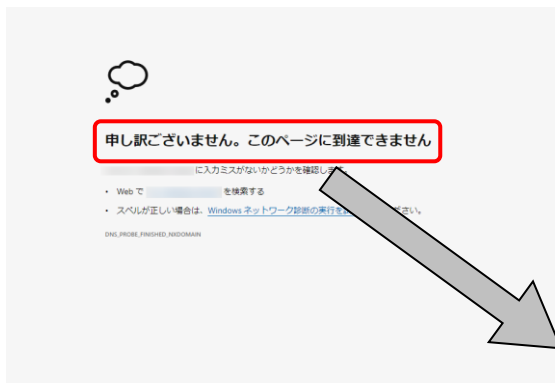 申し訳ございません。このページに到達できません
に入力ミスがないかどうかを確認します。
• Web で を検索する
• スペルが正しい場合は、Windows ネットワーク診断の実行を ださい。
DNS_PROBE_FINISHED_NXDOMAIN